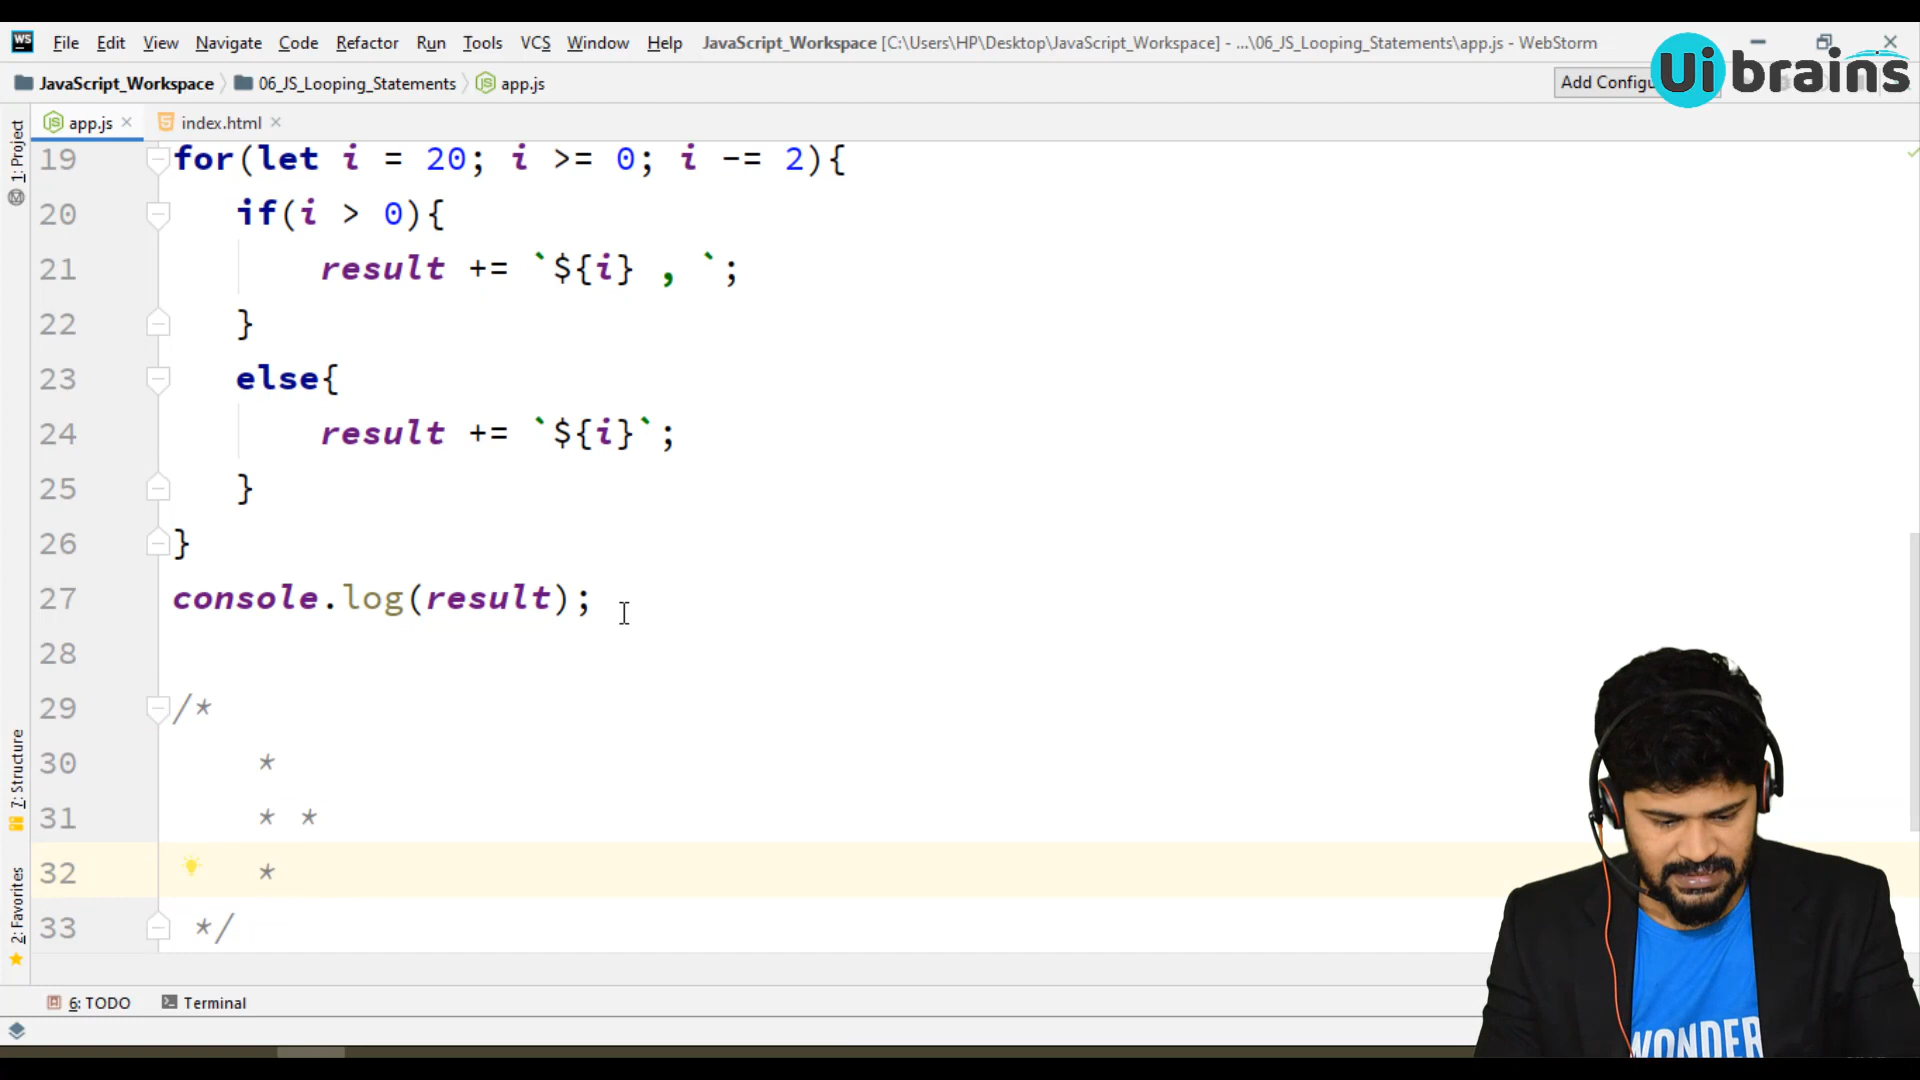 WS File Edit View Navigate Code Refactor Run Tools VCS Window Help JavaScript_Workspace [C:\Users\HP\Desktop\JavaScript_Workspace] - ...\06_JS_Looping_Statements\app.js - WebStorm
JavaScript_Workspace 06_JS_Looping_Statements JS app.js Add Configu
Ui brains
1: Project
JS app.js index.html
19 for(let i = 20; i >= 0; i -= 2){
20 if(i > 0){
21 result += `${i} , `;
22 }
23 else{
24 result += `${i}`;
25 }
26 }
27 console.log(result);
28
29 /*
30 *
31 * *
32 *
33 */
7: Structure
2: Favorites
6: TODO Terminal
WONDER